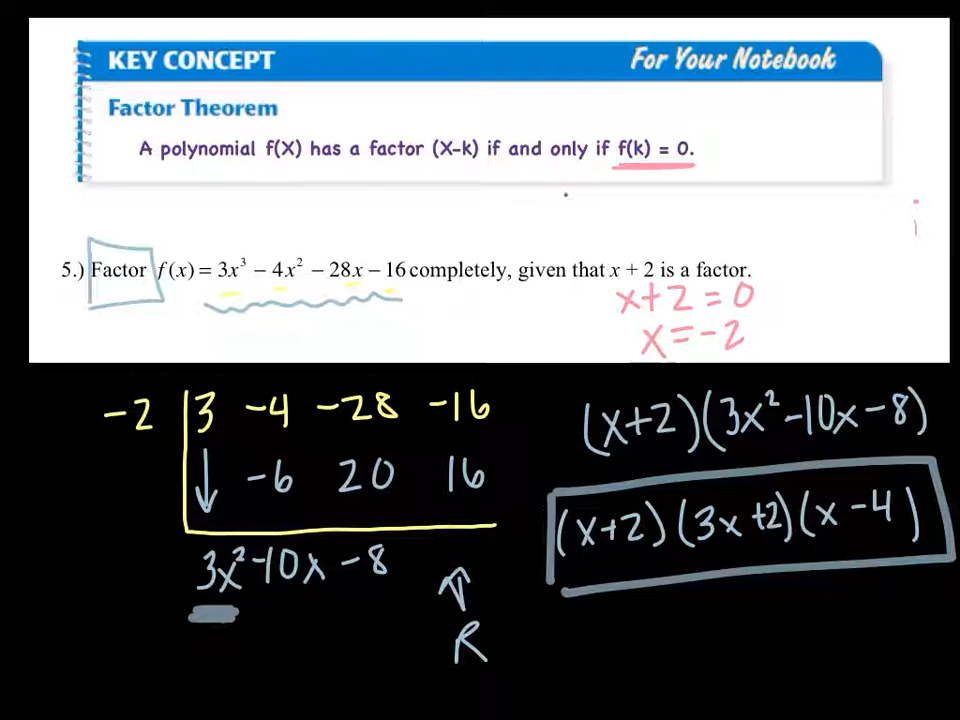 KEY CONCEPT For Your Notebook
Factor Theorem
A polynomial f(X) has a factor (X-k) if and only if f(k) = 0.
5.) Factor f(x) = 3x³ − 4x² − 28x − 16 completely, given that x + 2 is a factor.
x+2 = 0
x = -2
-2 3 -4 -28 -16
-6 20 16
3x² -10x -8
R
(x+2)(3x² -10x -8)
(x+2)(3x+2)(x-4)